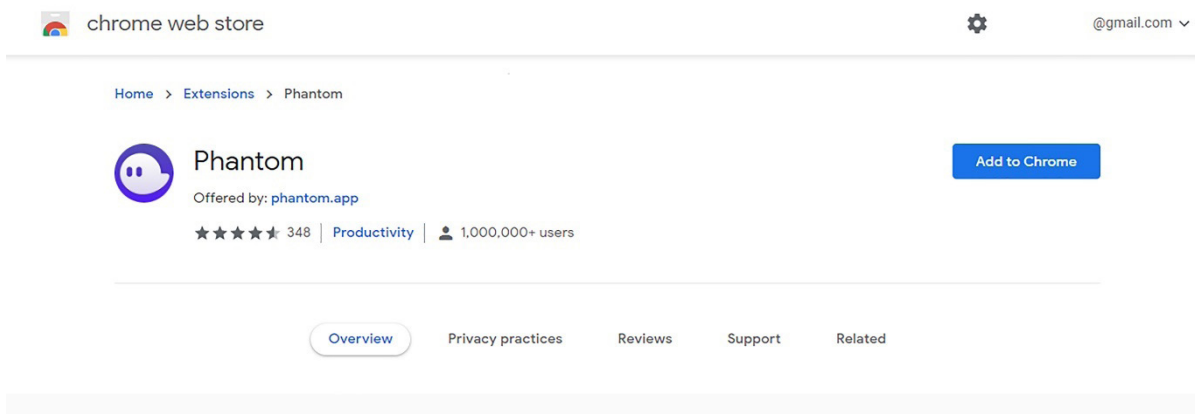 chrome web store @gmail.com
Home > Extensions > Phantom
Phantom
Add to Chrome
Offered by: phantom.app
348 | Productivity | 1,000,000+ users
Overview Privacy practices Reviews Support Related